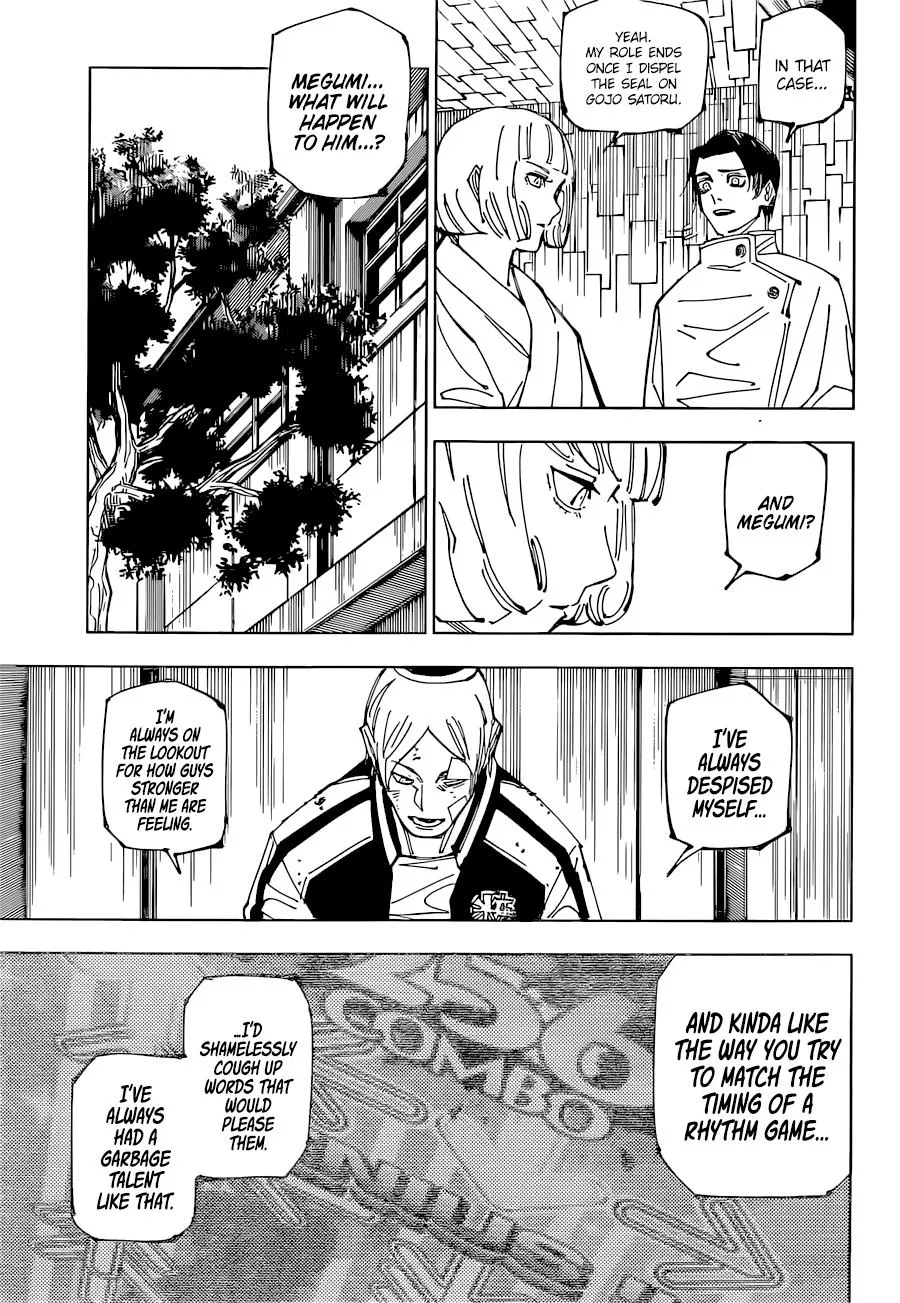 IN THAT
CASE...
YEAH.
MY ROLE ENDS
ONCE I DISPEL
THE SEAL ON
GOJO SATORU.
MEGUMI...
WHAT WILL
HAPPEN
TO HIM...?
AND
MEGUMI?
I'VE
ALWAYS
DESPISED
MYSELF...
I'M
ALWAYS ON
THE LOOKOUT
FOR HOW GUYS
STRONGER
THAN ME ARE
FEELING.
AND KINDA LIKE
THE WAY YOU TRY
TO MATCH THE
TIMING OF A
RHYTHM GAME...
COMBO
...I'D
SHAMELESSLY
COUGH UP
WORDS THAT
WOULD
PLEASE
THEM.
I'VE
ALWAYS
HAD A
GARBAGE
TALENT
LIKE THAT.